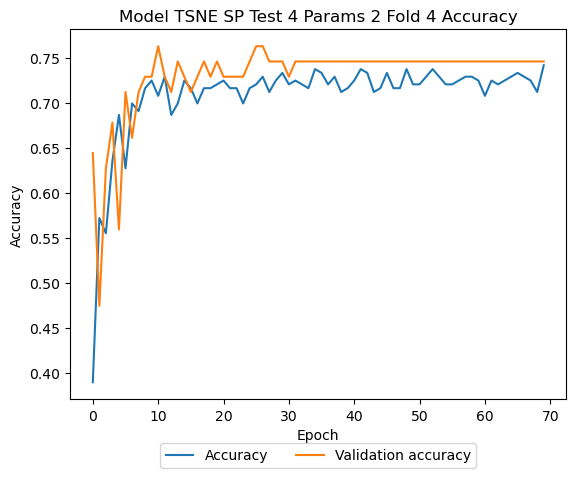 Model TSNE SP Test 4 Params 2 Fold 4 Accuracy
0.75
0.70
0.65
0.60
0.55
0.50
0.45
0.40
Accuracy
0 10 20 30 40 50 60 70
Epoch
Accuracy Validation accuracy